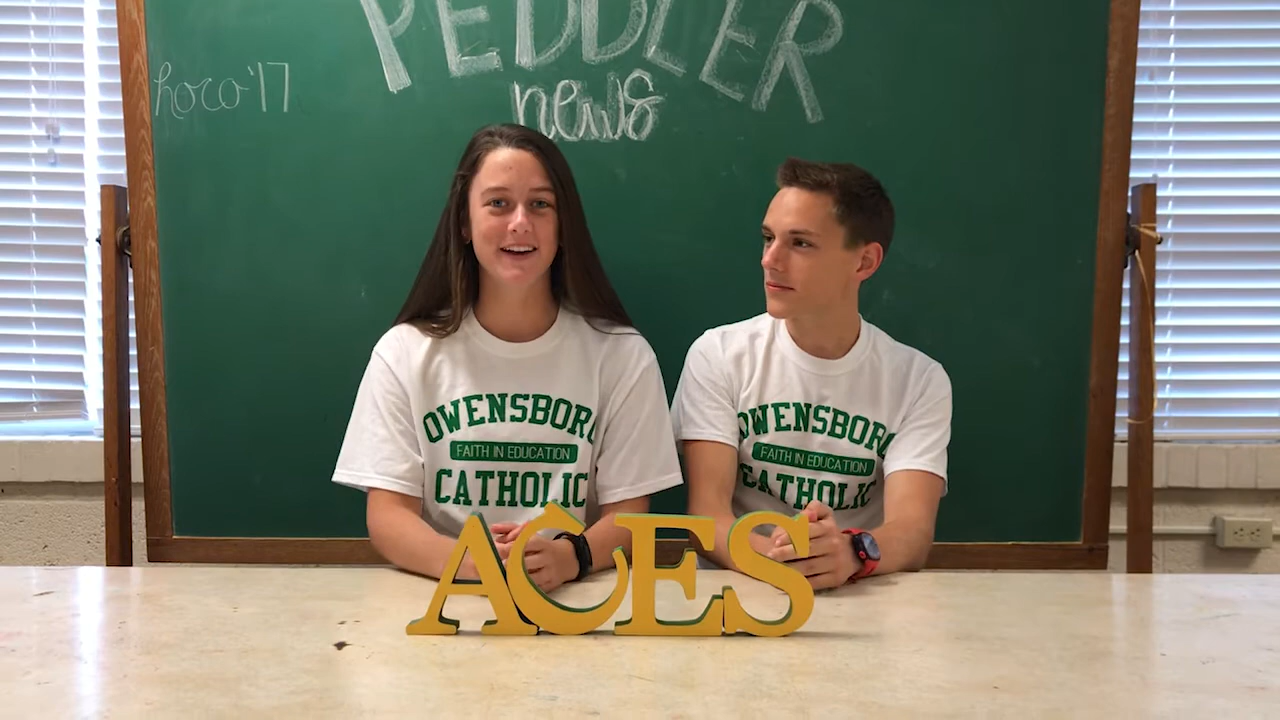 PEDDLER
news
hoco '17
OWENSBORO
FAITH IN EDUCATION
CATHOLIC
OWENSBORO
FAITH IN EDUCATION
CATHOLIC
ACES